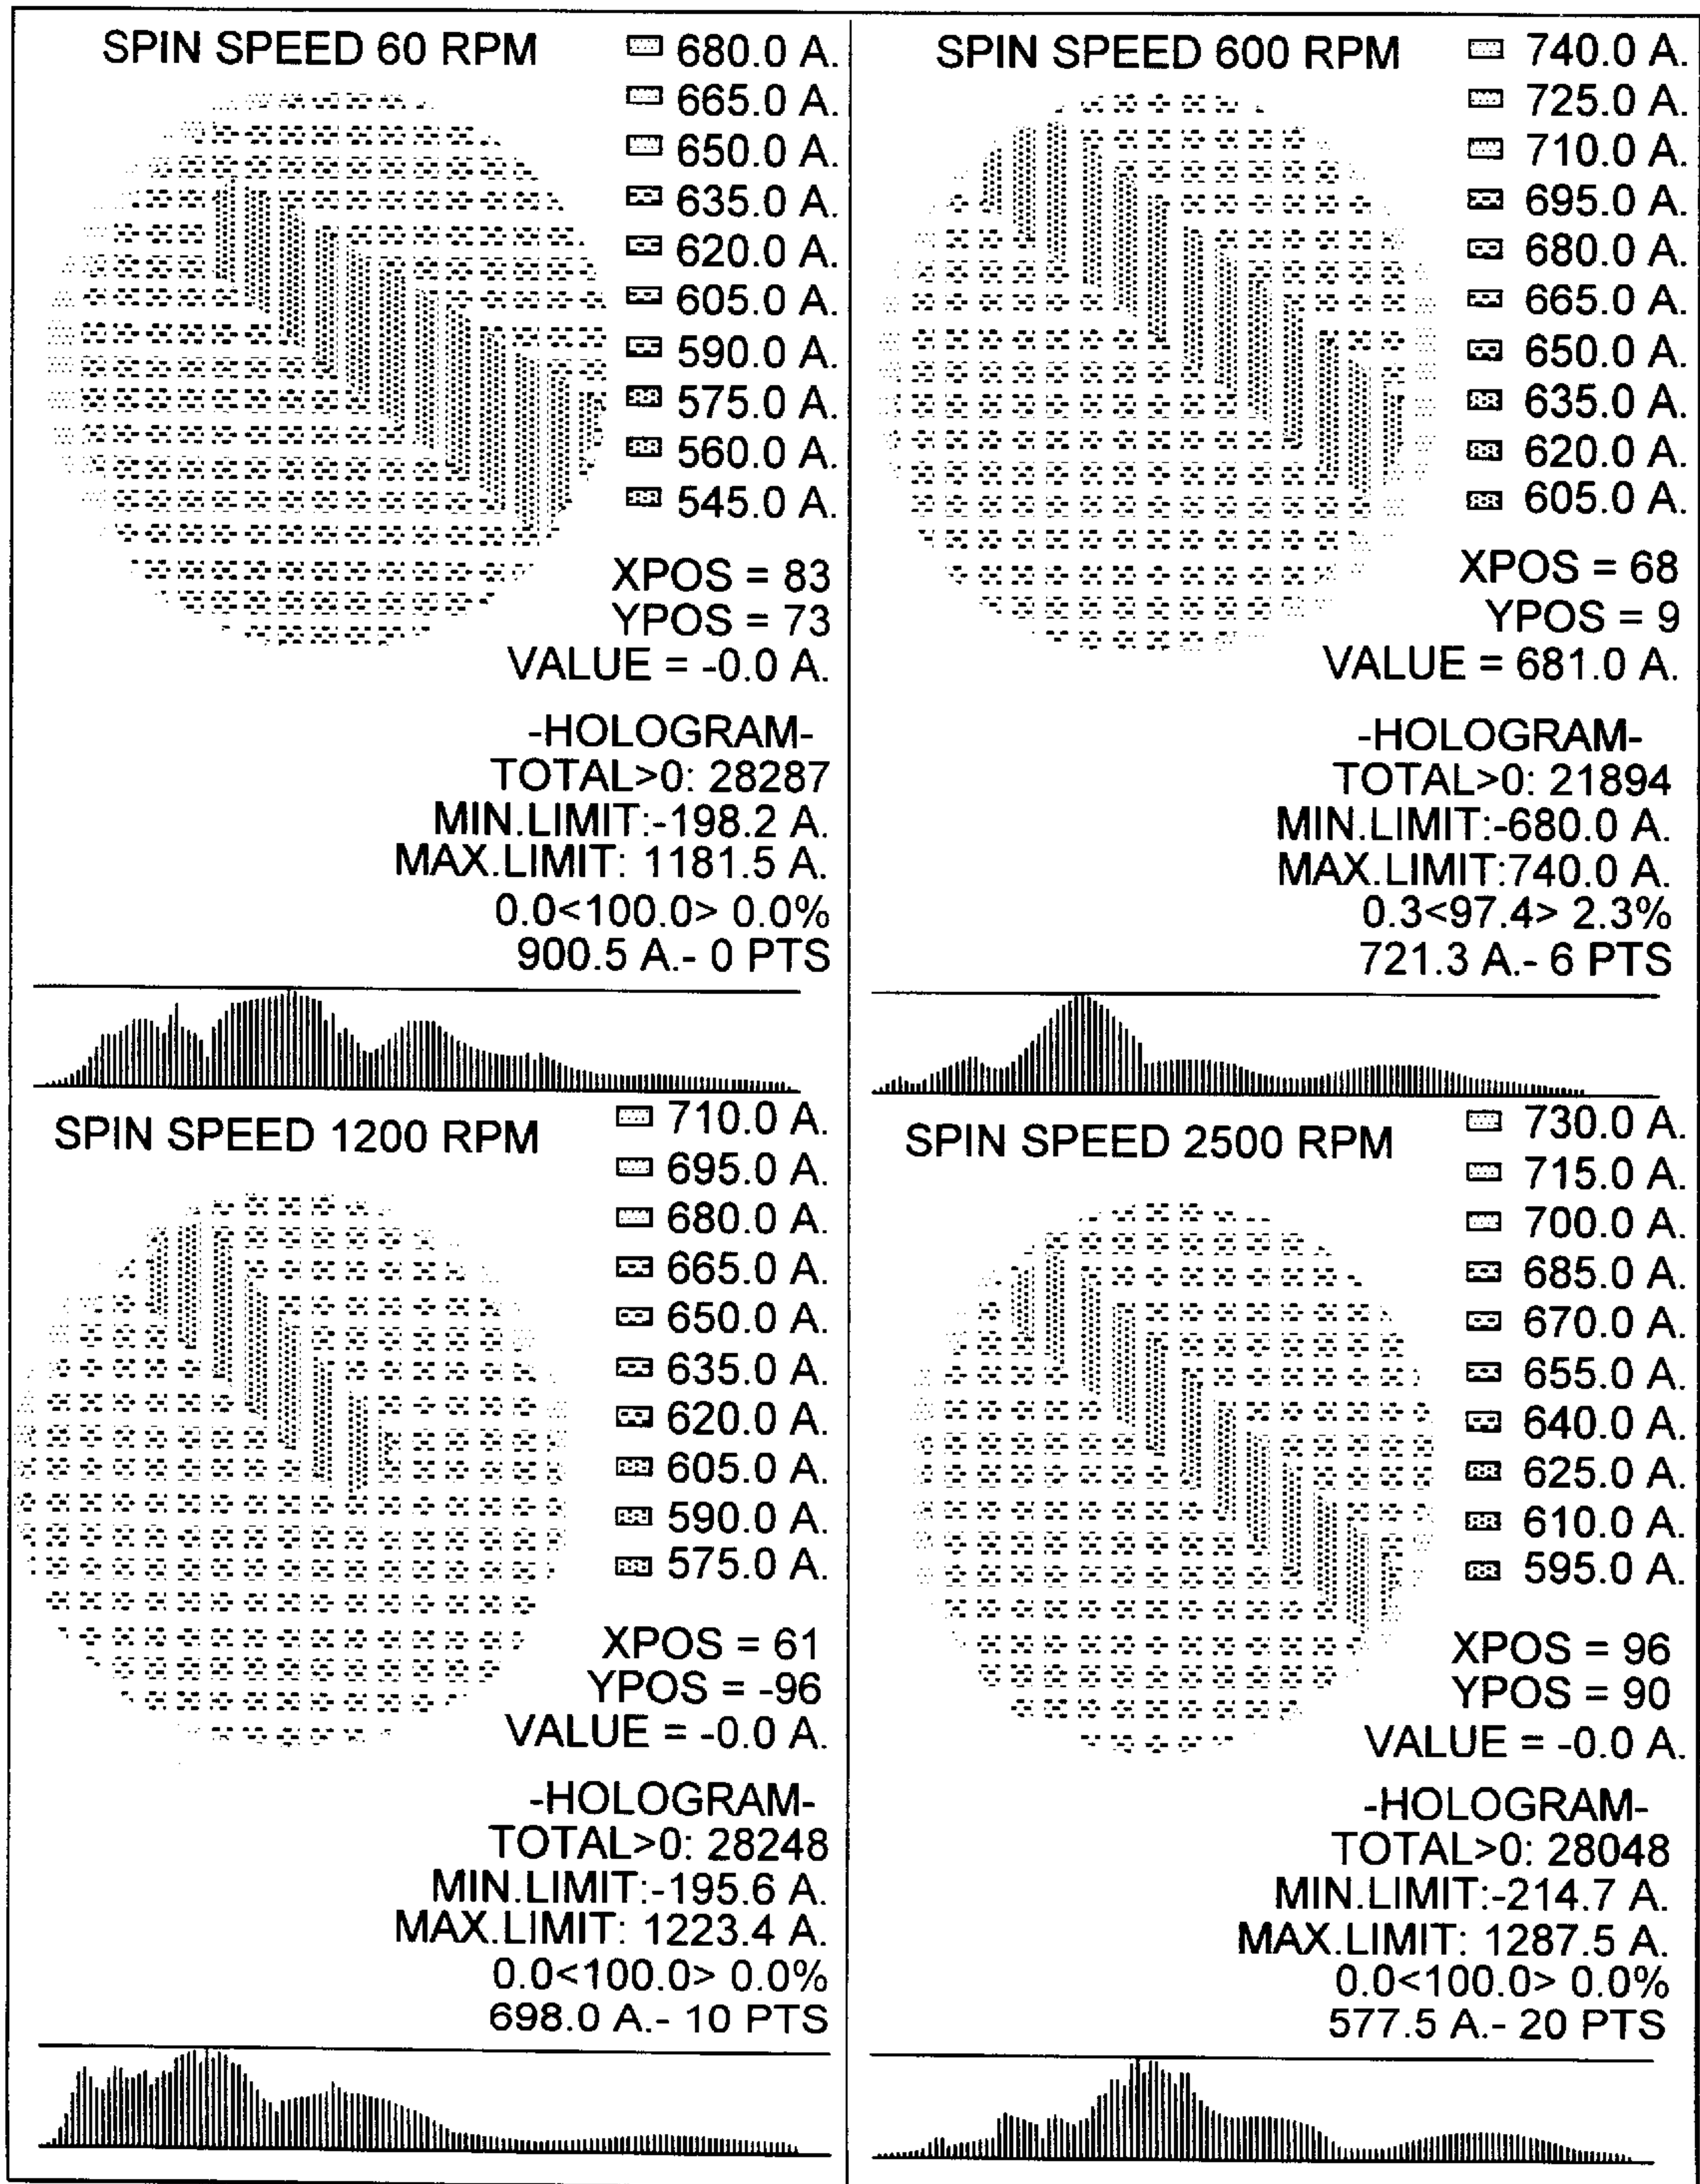 SPIN SPEED 60 RPM
680.0 A.
665.0 A.
650.0 A.
635.0 A.
620.0 A.
605.0 A.
590.0 A.
575.0 A.
560.0 A.
545.0 A.
XPOS = 83
YPOS = 73
VALUE = -0.0 A.
-HOLOGRAM-
TOTAL>0: 28287
MIN.LIMIT:-198.2 A.
MAX.LIMIT: 1181.5 A.
0.0<100.0> 0.0%
900.5 A.- 0 PTS
SPIN SPEED 600 RPM
740.0 A.
725.0 A.
710.0 A.
695.0 A.
680.0 A.
665.0 A.
650.0 A.
635.0 A.
620.0 A.
605.0 A.
XPOS = 68
YPOS = 9
VALUE = 681.0 A.
-HOLOGRAM-
TOTAL>0: 21894
MIN.LIMIT:-680.0 A.
MAX.LIMIT:740.0 A.
0.3<97.4> 2.3%
721.3 A.- 6 PTS
SPIN SPEED 1200 RPM
710.0 A.
695.0 A.
680.0 A.
665.0 A.
650.0 A.
635.0 A.
620.0 A.
605.0 A.
590.0 A.
575.0 A.
XPOS = 61
YPOS = -96
VALUE = -0.0 A.
-HOLOGRAM-
TOTAL>0: 28248
MIN.LIMIT:-195.6 A.
MAX.LIMIT: 1223.4 A.
0.0<100.0> 0.0%
698.0 A.- 10 PTS
SPIN SPEED 2500 RPM
730.0 A.
715.0 A.
700.0 A.
685.0 A.
670.0 A.
655.0 A.
640.0 A.
625.0 A.
610.0 A.
595.0 A.
XPOS = 96
YPOS = 90
VALUE = -0.0 A.
-HOLOGRAM-
TOTAL>0: 28048
MIN.LIMIT:-214.7 A.
MAX.LIMIT: 1287.5 A.
0.0<100.0> 0.0%
577.5 A.- 20 PTS